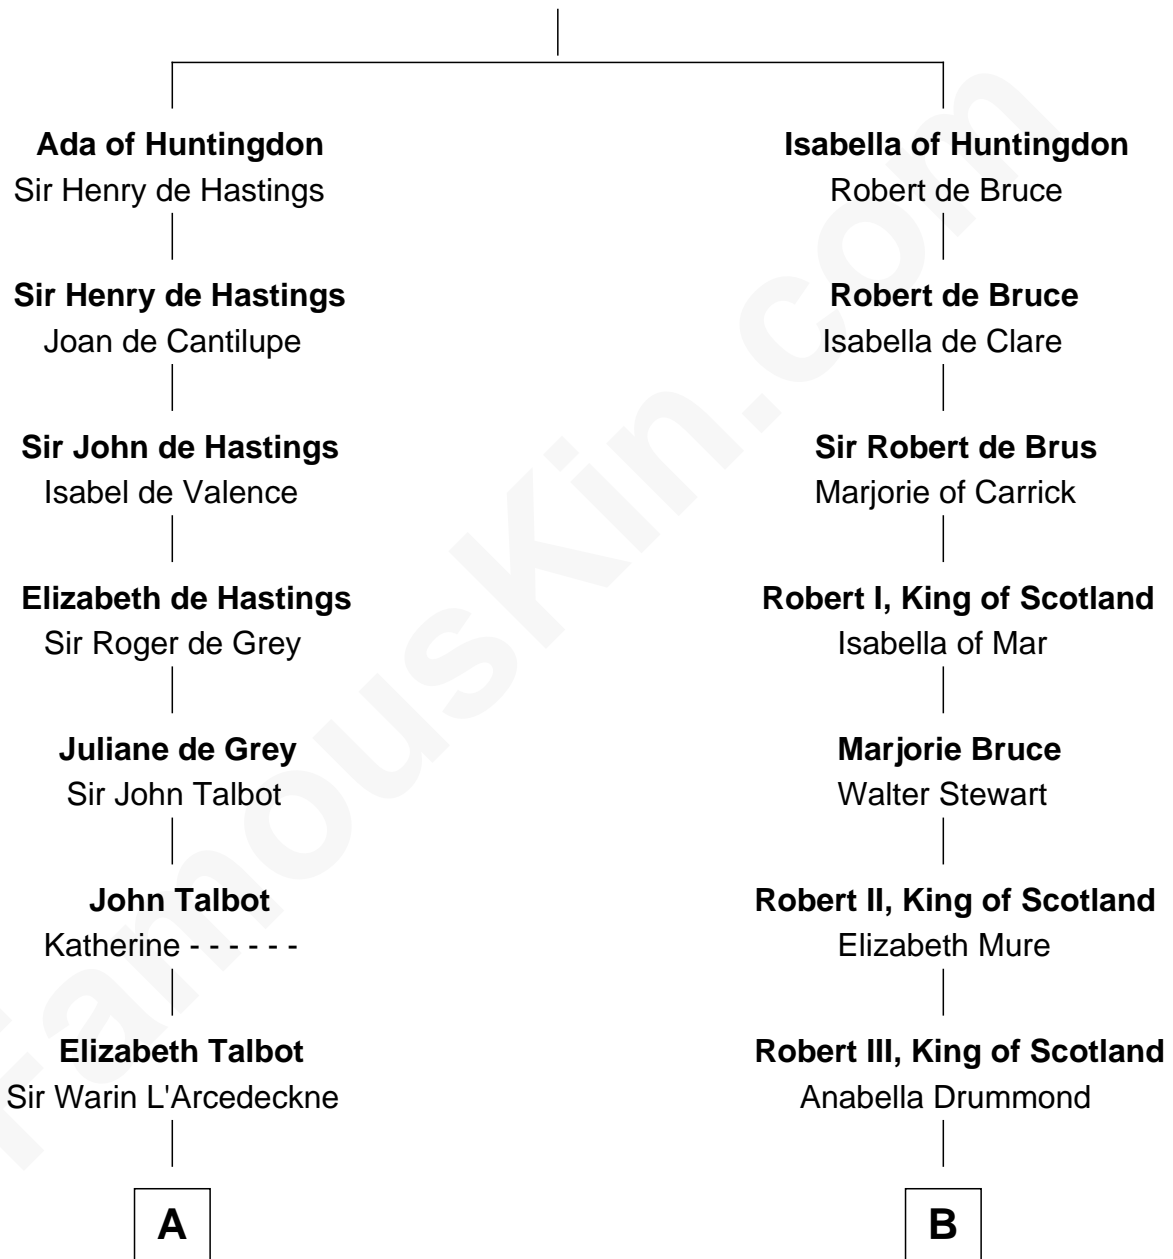 Ada of Huntingdon
Sir Henry de Hastings
Sir Henry de Hastings
Joan de Cantilupe
Sir John de Hastings
Isabel de Valence
Elizabeth de Hastings
Sir Roger de Grey
Juliane de Grey
Sir John Talbot
John Talbot
Katherine - - - - - -
Elizabeth Talbot
Sir Warin L'Arcedeckne
A
Isabella of Huntingdon
Robert de Bruce
Robert de Bruce
Isabella de Clare
Sir Robert de Brus
Marjorie of Carrick
Robert I, King of Scotland
Isabella of Mar
Marjorie Bruce
Walter Stewart
Robert II, King of Scotland
Elizabeth Mure
Robert III, King of Scotland
Anabella Drummond
B
FamousKin.com